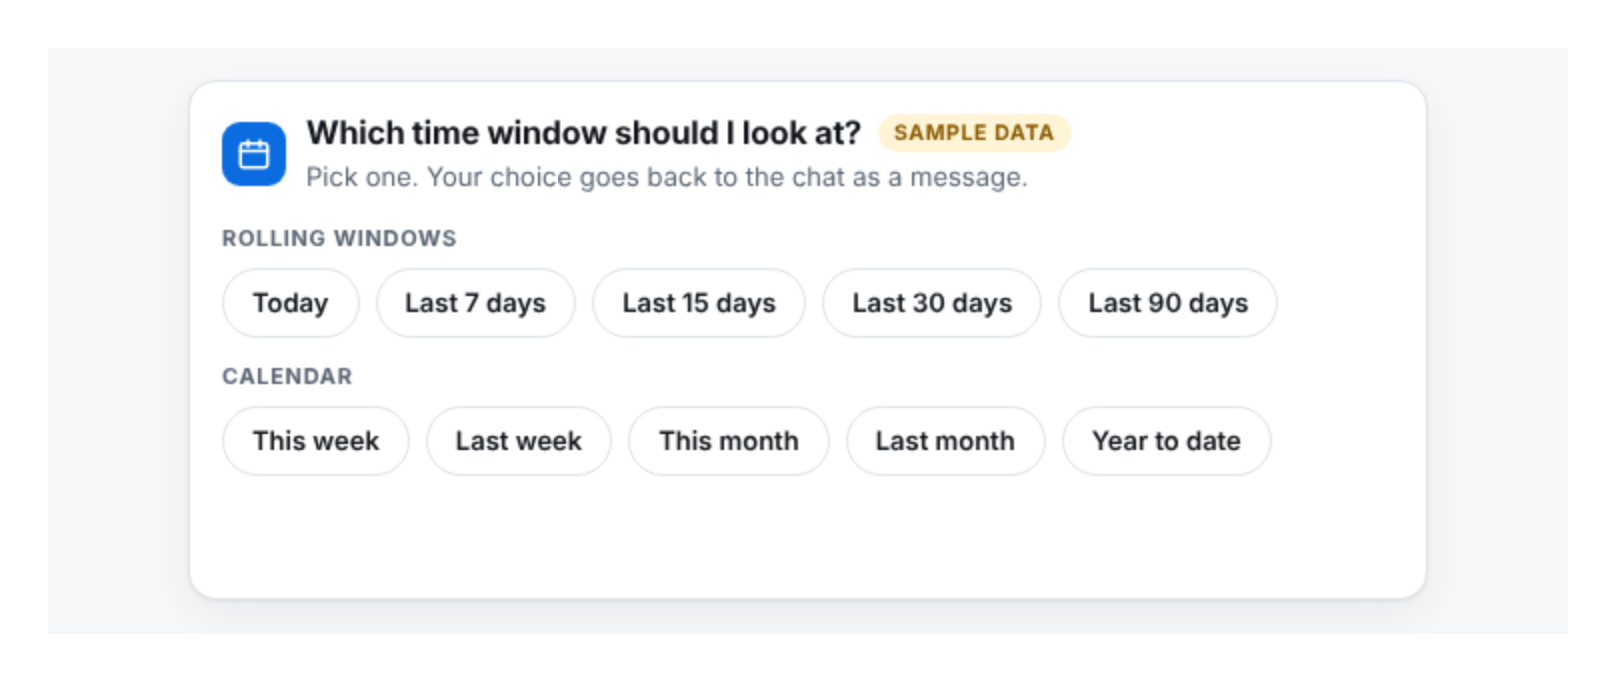 Which time window should I look at? SAMPLE DATA
Pick one. Your choice goes back to the chat as a message.
ROLLING WINDOWS
Today Last 7 days Last 15 days Last 30 days Last 90 days
CALENDAR
This week Last week This month Last month Year to date